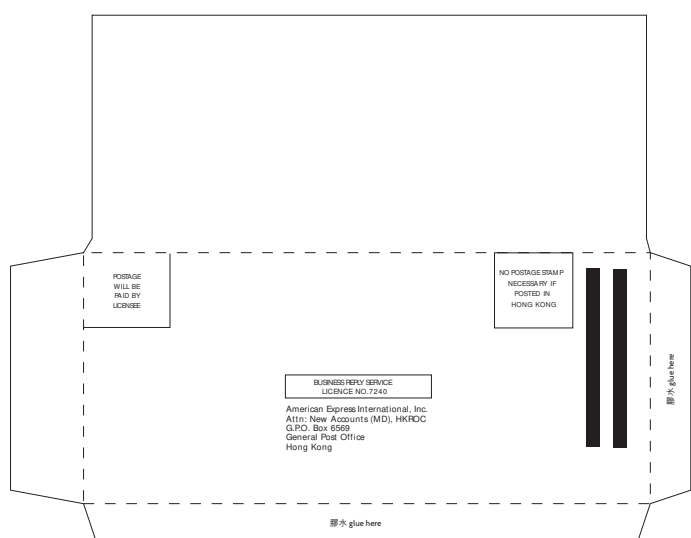 POSTAGE
WILL BE
PAID BY
LICENSEE
NO POSTAGE STAMP
NECESSARY IF
POSTED IN
HONG KONG
BUSINESS REPLY SERVICE
LICENCE NO.7240
American Express International, Inc.
Attn: New Accounts (MD), HKROC
G.P.O. Box 6569
General Post Office
Hong Kong
膠水 glue here
膠水 glue here